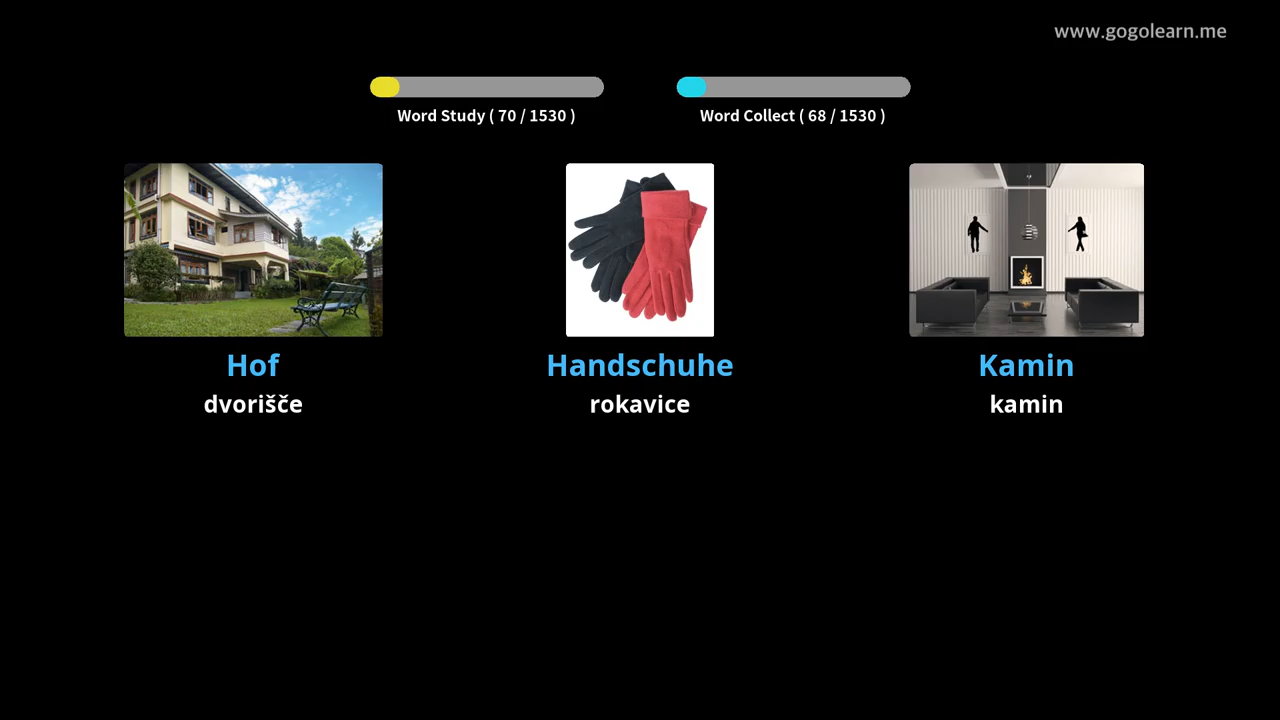 www.gogolearn.me
Word Study ( 70 / 1530 )
Word Collect ( 68 / 1530 )
Hof
dvorišče
Handschuhe
rokavice
Kamin
kamin